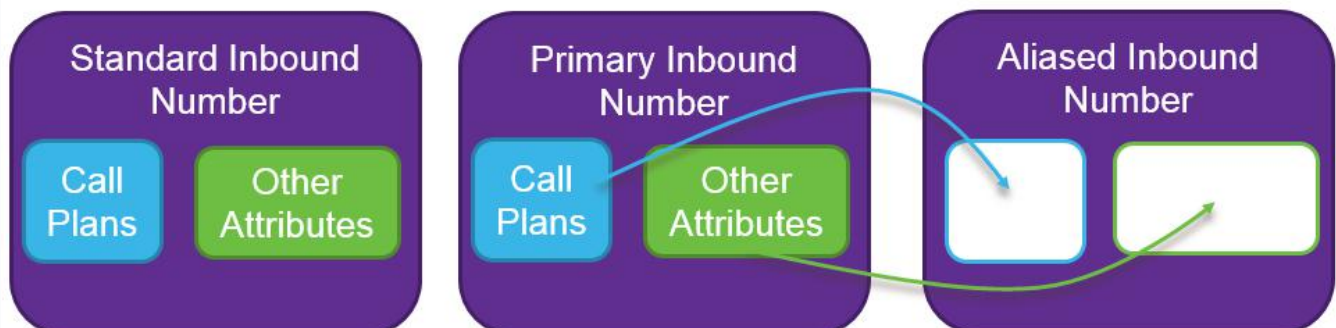 Standard Inbound
Number
Call
Plans
Other
Attributes
Primary Inbound
Number
Call
Plans
Other
Attributes
Aliased Inbound
Number